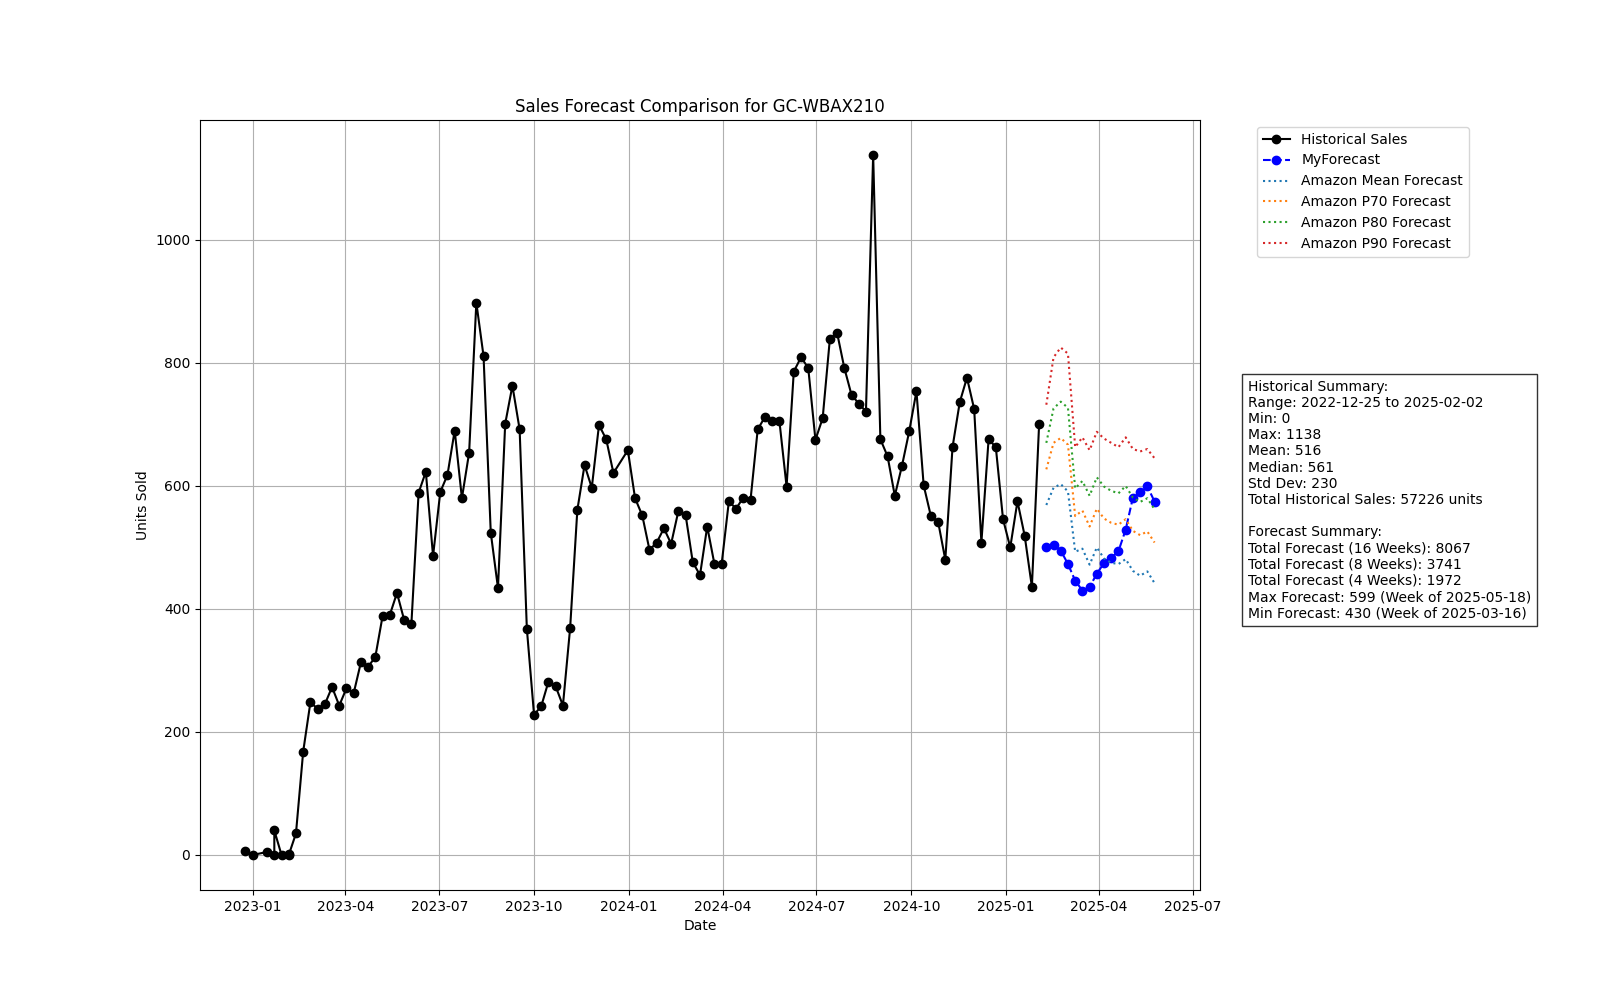 Sales Forecast Comparison for GC-WBAX210
Historical Sales
MyForecast
Amazon Mean Forecast
Amazon P70 Forecast
Amazon P80 Forecast
Amazon P90 Forecast
Units Sold
1000
800
600
400
200
0
2023-01 2023-04 2023-07 2023-10 2024-01 2024-04 2024-07 2024-10 2025-01 2025-04 2025-07
Date
Historical Summary:
Range: 2022-12-25 to 2025-02-02
Min: 0
Max: 1138
Mean: 516
Median: 561
Std Dev: 230
Total Historical Sales: 57226 units
Forecast Summary:
Total Forecast (16 Weeks): 8067
Total Forecast (8 Weeks): 3741
Total Forecast (4 Weeks): 1972
Max Forecast: 599 (Week of 2025-05-18)
Min Forecast: 430 (Week of 2025-03-16)